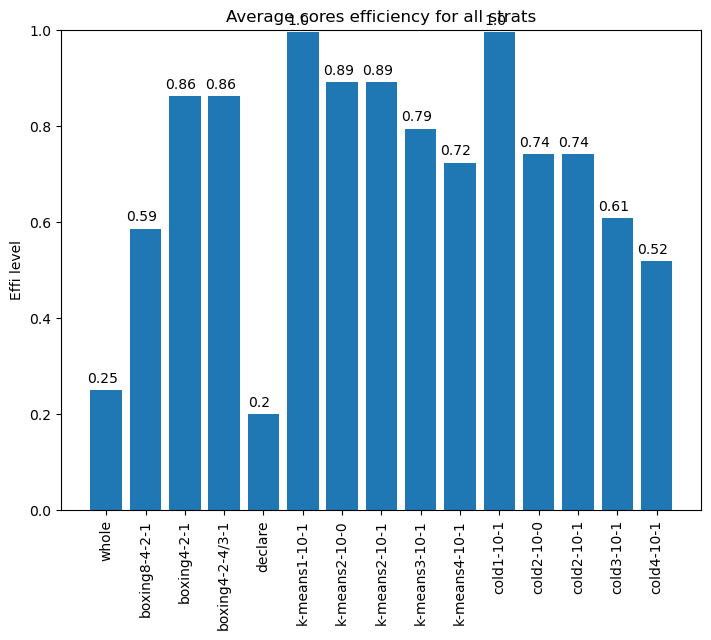 Average cores efficiency for all strats
1.0
1.0
1.0
0.89
0.89
0.86
0.86
0.8
0.79
0.74
0.74
0.72
0.61
0.6
0.59
0.52
0.4
0.25
0.2
0.2
0.0
Effi level
whole
boxing8-4-2-1
boxing4-2-1
boxing4-2-4/3-1
declare
k-means1-10-1
k-means2-10-0
k-means2-10-1
k-means3-10-1
k-means4-10-1
cold1-10-1
cold2-10-0
cold2-10-1
cold3-10-1
cold4-10-1